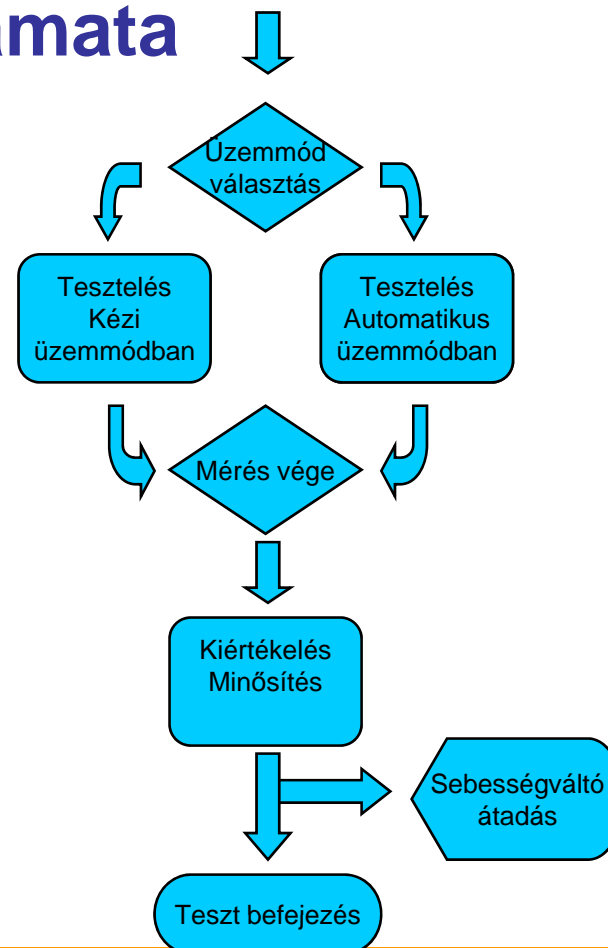 amata
Üzemmód
választás
Tesztelés
Kézi
üzemmódban
Tesztelés
Automatikus
üzemmódban
Mérés vége
Kiértékelés
Minősítés
Sebességváltó
átadás
Teszt befejezés